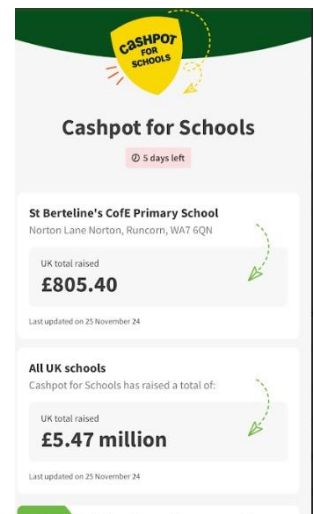 CASHPOT
FOR
SCHOOLS
Cashpot for Schools
5 days left
St Berteline's CofE Primary School
Norton Lane Norton, Runcorn, WA7 6QN
UK total raised
£805.40
Last updated on 25 November 24
All UK schools
Cashpot for Schools has raised a total of:
UK total raised
£5.47 million
Last updated on 25 November 24